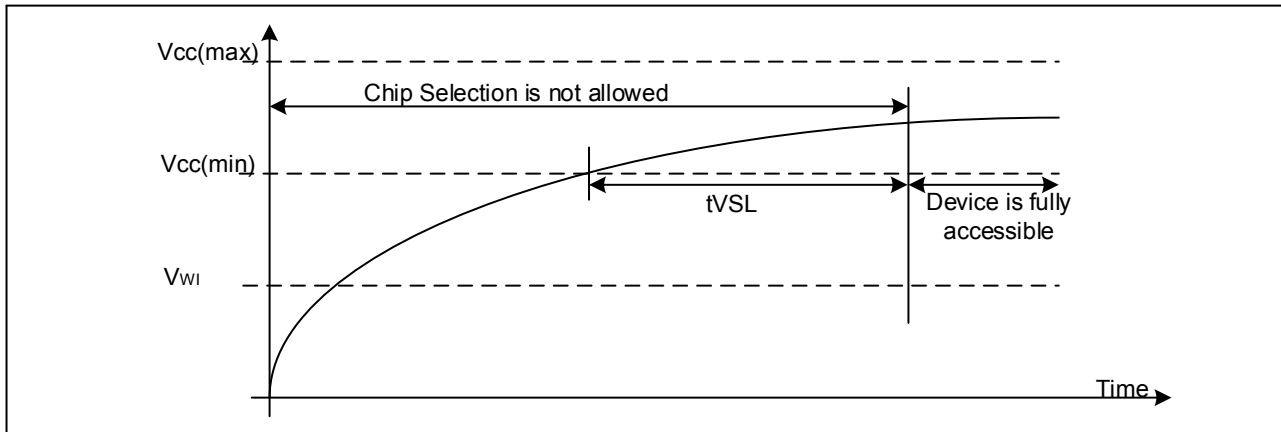 Vcc(max)
Chip Selection is not allowed
Vcc(min)
tVSL
Device is fully
accessible
VWI
Time